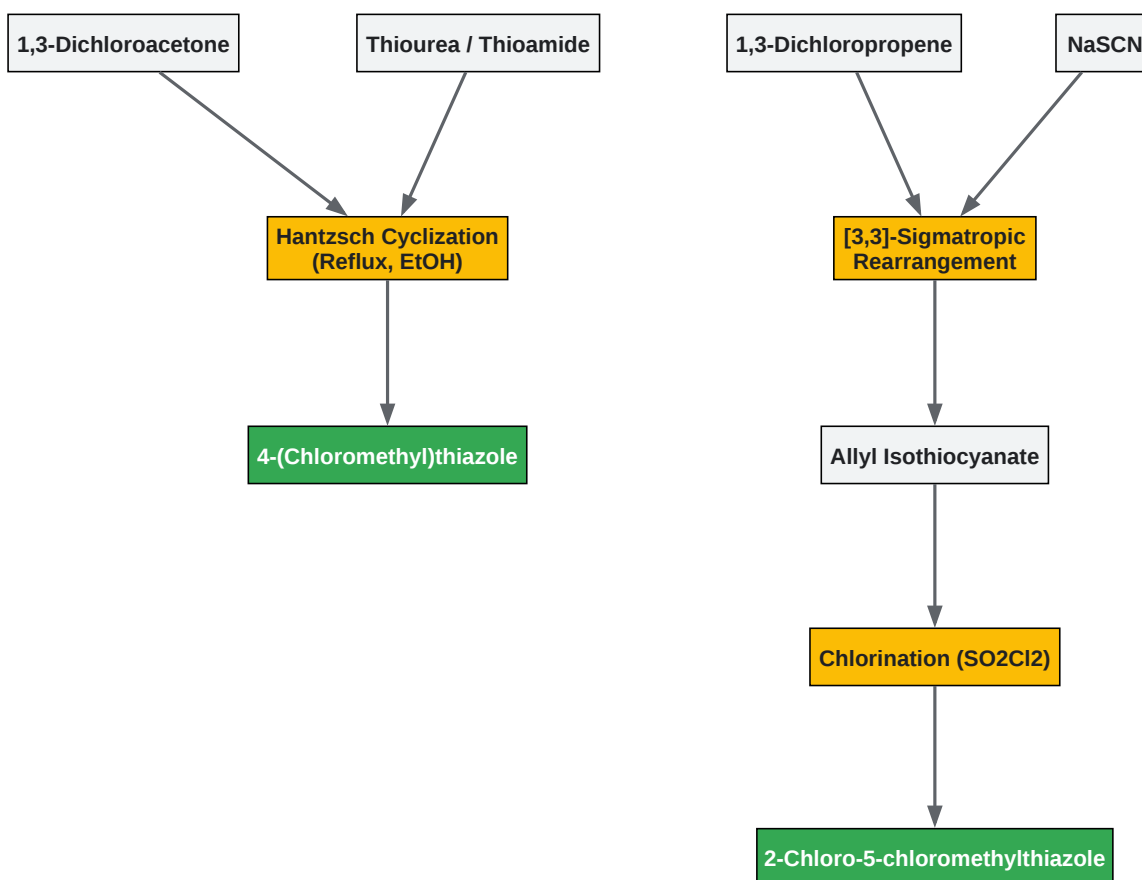 1,3-Dichloroacetone
Thiourea / Thioamide
1,3-Dichloropropene
NaSCN
Hantzsch Cyclization
(Reflux, EtOH)
[3,3]-Sigmatropic
Rearrangement
4-(Chloromethyl)thiazole
Allyl Isothiocyanate
Chlorination (SO2Cl2)
2-Chloro-5-chloromethylthiazole